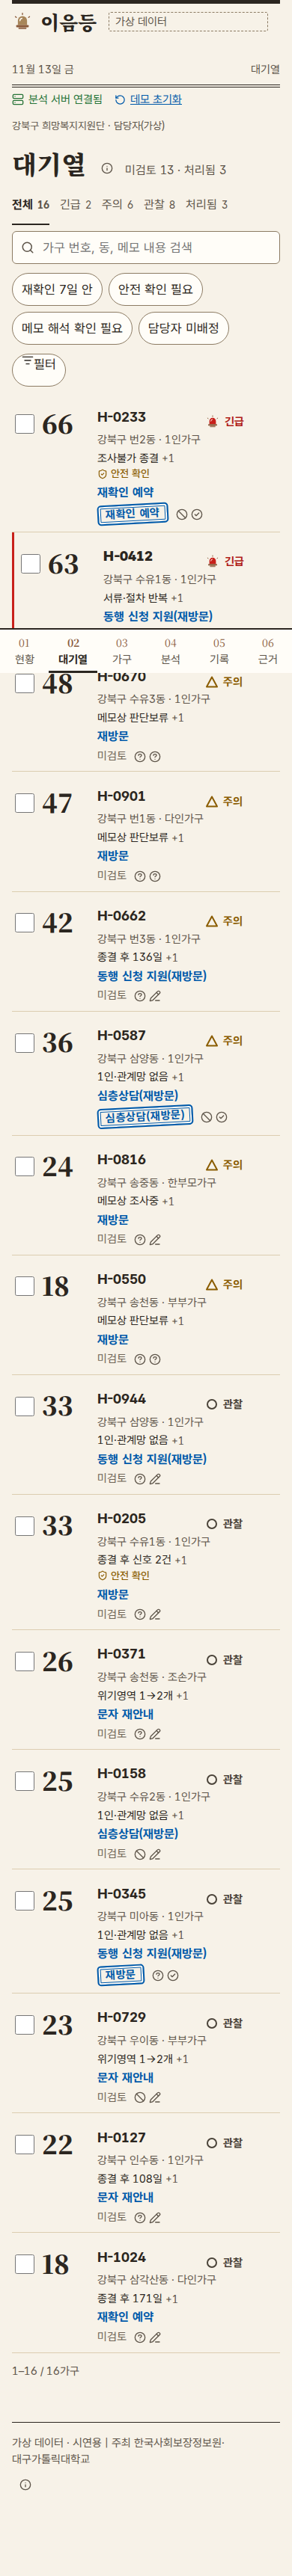 이음등
가상 데이터
11월 13일 금
대기열
분석 서버 연결됨
데모 초기화
강북구 희망복지지원단 · 담당자(가상)
대기열
미검토 13 · 처리됨 3
전체 16 긴급 2 주의 6 관찰 8 처리됨 3
가구 번호, 동, 메모 내용 검색
재확인 7일 안
안전 확인 필요
메모 해석 확인 필요
담당자 미배정
필터
66
H-0233
긴급
강북구 번2동 · 1인가구
조사불가 종결 +1
안전 확인
재확인 예약
재확인 예약
63
H-0412
긴급
강북구 수유1동 · 1인가구
서류·절차 반복 +1
동행 신청 지원(재방문)
01 02 03 04 05 06
현황 대기열 가구 분석 기록 근거
48
H-0670
주의
강북구 수유3동 · 1인가구
메모상 판단보류 +1
재방문
미검토
47
H-0901
주의
강북구 번1동 · 다인가구
메모상 판단보류 +1
재방문
미검토
42
H-0662
주의
강북구 번3동 · 1인가구
종결 후 136일 +1
동행 신청 지원(재방문)
미검토
36
H-0587
주의
강북구 삼양동 · 1인가구
1인·관계망 없음 +1
심층상담(재방문)
심층상담(재방문)
24
H-0816
주의
강북구 송중동 · 한부모가구
메모상 조사중 +1
재방문
미검토
18
H-0550
주의
강북구 송천동 · 부부가구
메모상 판단보류 +1
재방문
미검토
33
H-0944
관찰
강북구 삼양동 · 1인가구
1인·관계망 없음 +1
동행 신청 지원(재방문)
미검토
33
H-0205
관찰
강북구 수유1동 · 1인가구
종결 후 신호 2건 +1
안전 확인
재방문
미검토
26
H-0371
관찰
강북구 송천동 · 조손가구
위기영역 1→2개 +1
문자 재안내
미검토
25
H-0158
관찰
강북구 수유2동 · 1인가구
1인·관계망 없음 +1
심층상담(재방문)
미검토
25
H-0345
관찰
강북구 미아동 · 1인가구
1인·관계망 없음 +1
동행 신청 지원(재방문)
재방문
23
H-0729
관찰
강북구 우이동 · 부부가구
위기영역 1→2개 +1
문자 재안내
미검토
22
H-0127
관찰
강북구 인수동 · 1인가구
종결 후 108일 +1
문자 재안내
미검토
18
H-1024
관찰
강북구 삼각산동 · 다인가구
종결 후 171일 +1
재확인 예약
미검토
1–16 / 16가구
가상 데이터 · 시연용 | 주최 한국사회보장정보원·
대구가톨릭대학교